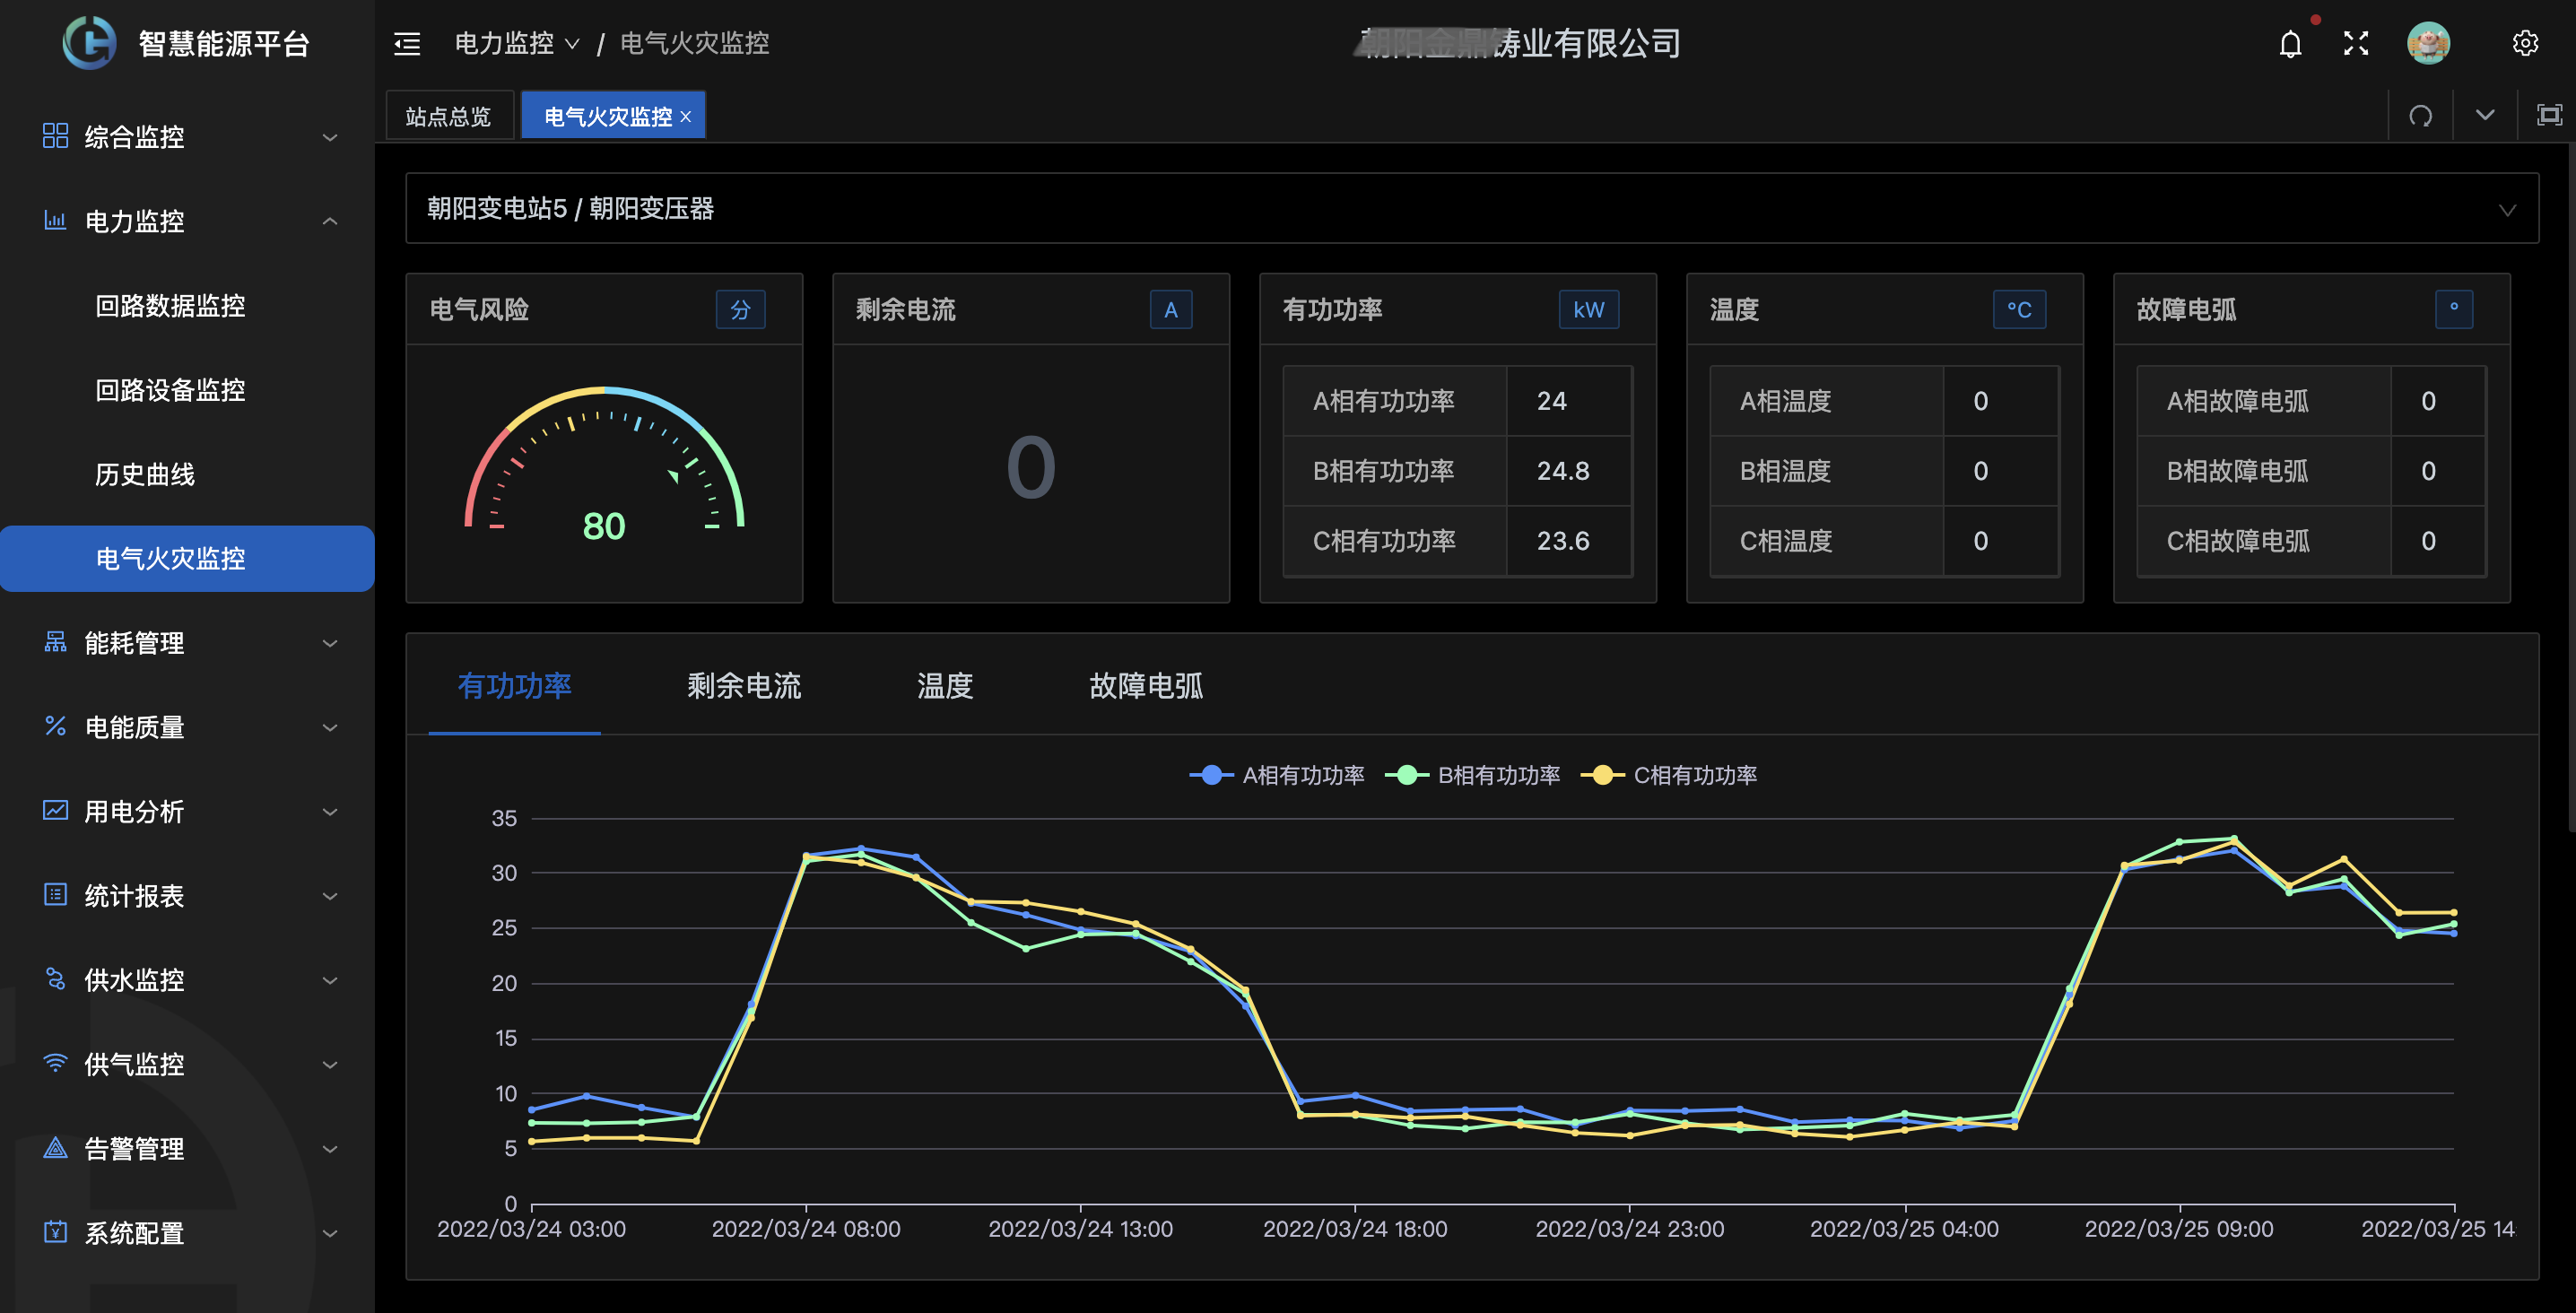 智慧能源平台
电力监控 / 电气火灾监控
铸业有限公司
站点总览
电气火灾监控 ×
综合监控
电力监控
回路数据监控
回路设备监控
历史曲线
电气火灾监控
能耗管理
电能质量
用电分析
统计报表
供水监控
供气监控
告警管理
系统配置
朝阳变电站5 / 朝阳变压器
电气风险 分
80
剩余电流 A
0
有功功率 kW
A相有功功率 24
B相有功功率 24.8
C相有功功率 23.6
温度 °C
A相温度 0
B相温度 0
C相温度 0
故障电弧 °
A相故障电弧 0
B相故障电弧 0
C相故障电弧 0
有功功率 剩余电流 温度 故障电弧
A相有功功率 B相有功功率 C相有功功率
35
30
25
20
15
10
5
0
2022/03/24 03:00 2022/03/24 08:00 2022/03/24 13:00 2022/03/24 18:00 2022/03/24 23:00 2022/03/25 04:00 2022/03/25 09:00 2022/03/25 14